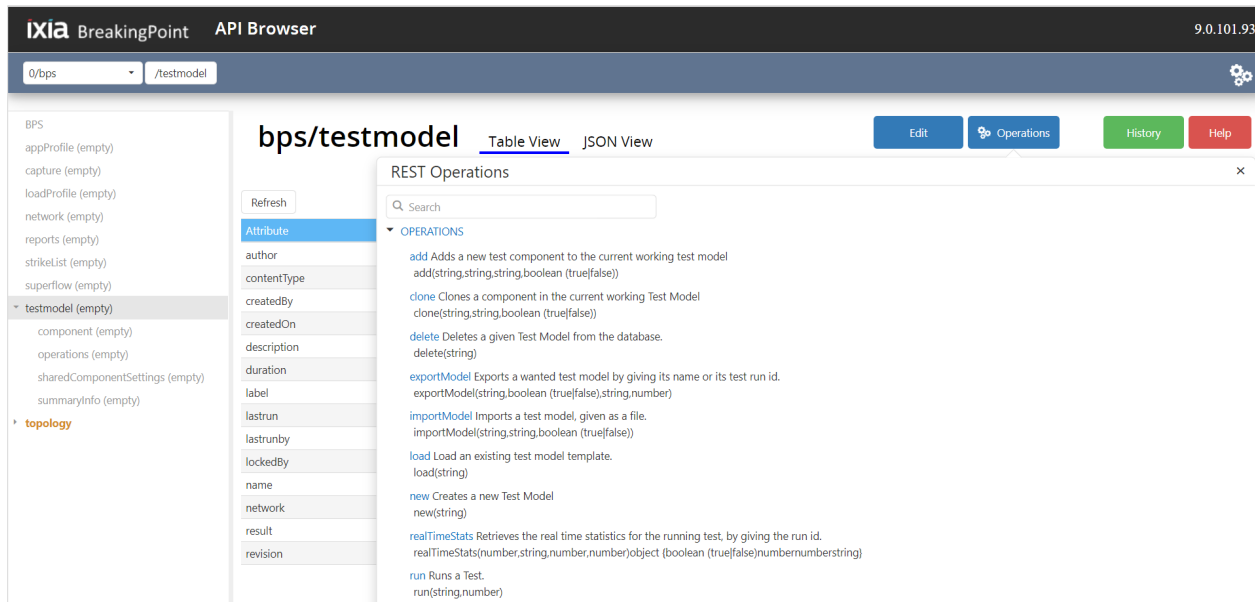 ixia BreakingPoint API Browser 9.0.101.93
0/bps /testmodel
BPS
appProfile (empty)
capture (empty)
loadProfile (empty)
network (empty)
reports (empty)
strikeList (empty)
superflow (empty)
testmodel (empty)
component (empty)
operations (empty)
sharedComponentSettings (empty)
summaryInfo (empty)
topology
bps/testmodel Table View JSON View Edit Operations History Help
Refresh
Attribute
author
contentType
createdBy
createdOn
description
duration
label
lastrun
lastrunby
lockedBy
name
network
result
revision
REST Operations ×
Search
OPERATIONS
add Adds a new test component to the current working test model
add(string,string,string,boolean (true|false))
clone Clones a component in the current working Test Model
clone(string,string,boolean (true|false))
delete Deletes a given Test Model from the database.
delete(string)
exportModel Exports a wanted test model by giving its name or its test run id.
exportModel(string,boolean (true|false),string,number)
importModel Imports a test model, given as a file.
importModel(string,string,boolean (true|false))
load Load an existing test model template.
load(string)
new Creates a new Test Model
new(string)
realTimeStats Retrieves the real time statistics for the running test, by giving the run id.
realTimeStats(number,string,number,number)object {boolean (true|false)numbernumberstring}
run Runs a Test.
run(string,number)